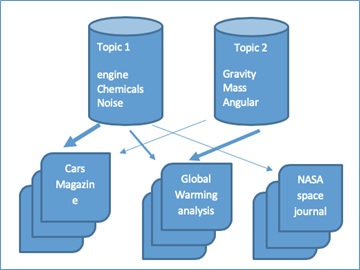 Topic 1
engine
Chemicals
Noise
Topic 2
Gravity
Mass
Angular
Cars
Magazin
e
Global
Warming
analysis
NASA
space
journal